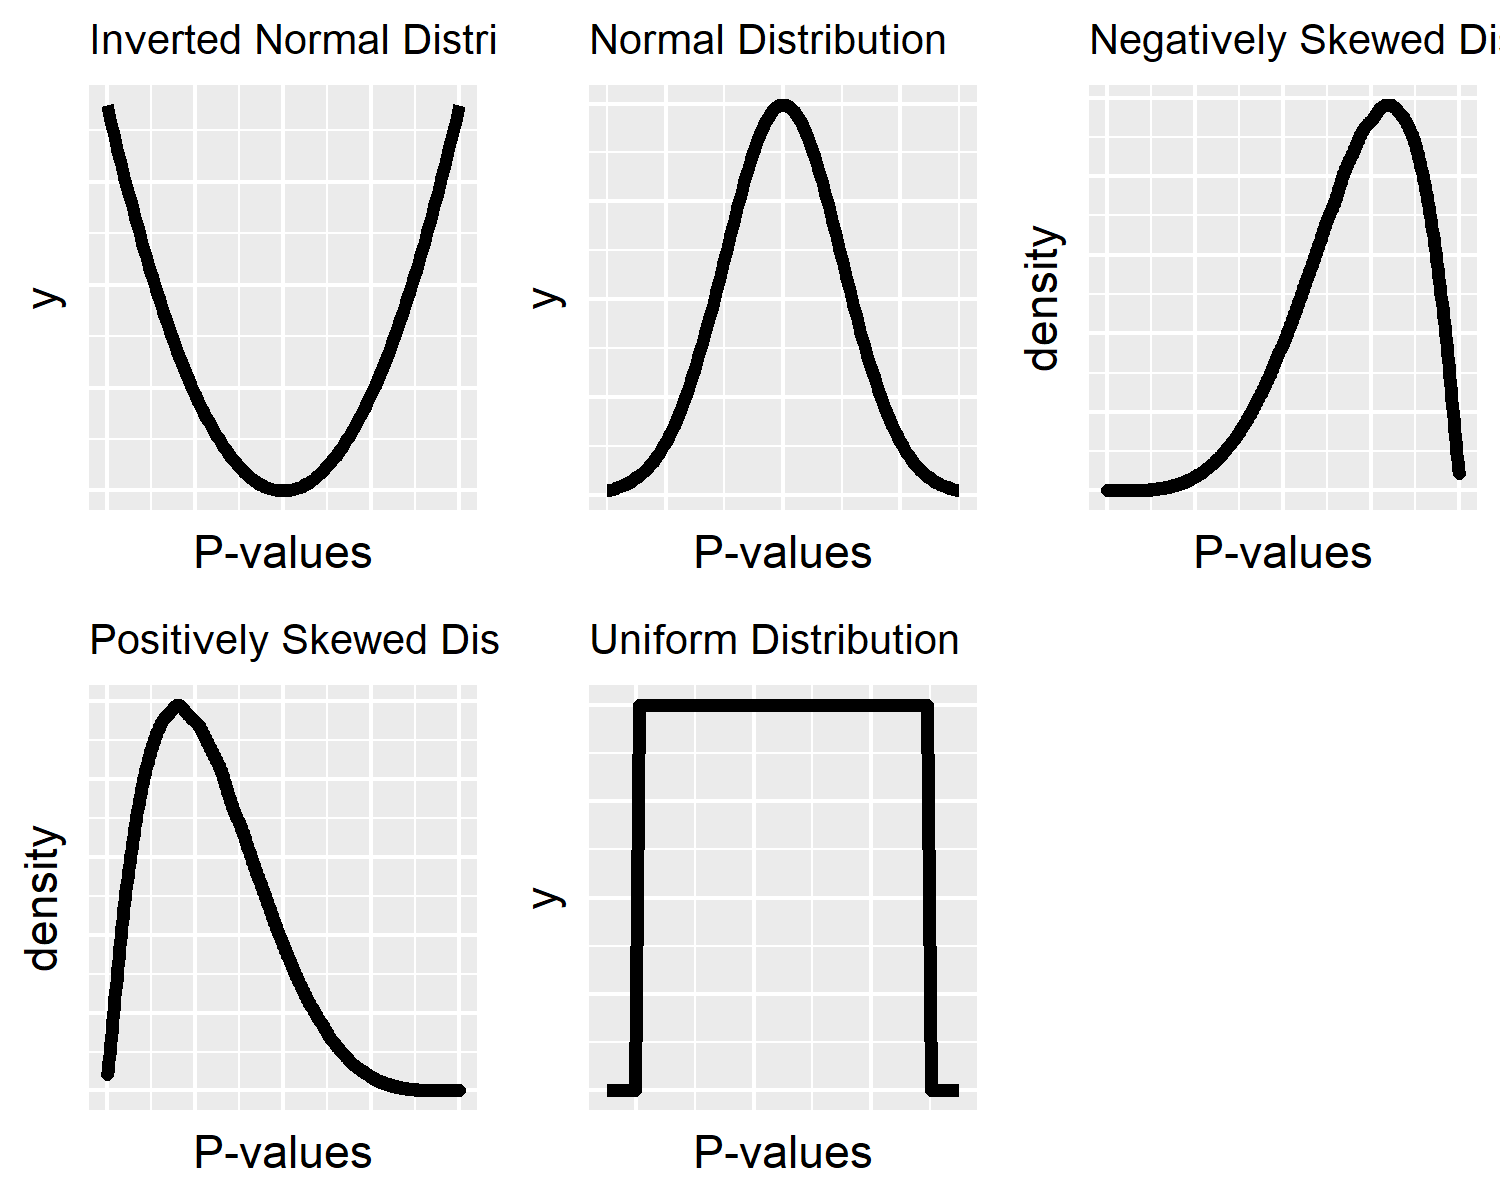 Inverted Normal Distri
Normal Distribution
Negatively Skewed Dis
y
y
density
P-values
P-values
P-values
Positively Skewed Dis
Uniform Distribution
density
y
P-values
P-values